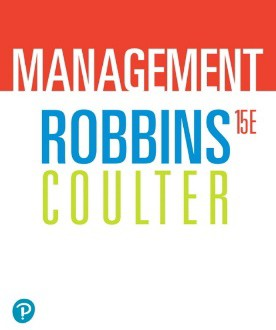 MANAGEMENT
ROBBINS 15E
COULTER
P